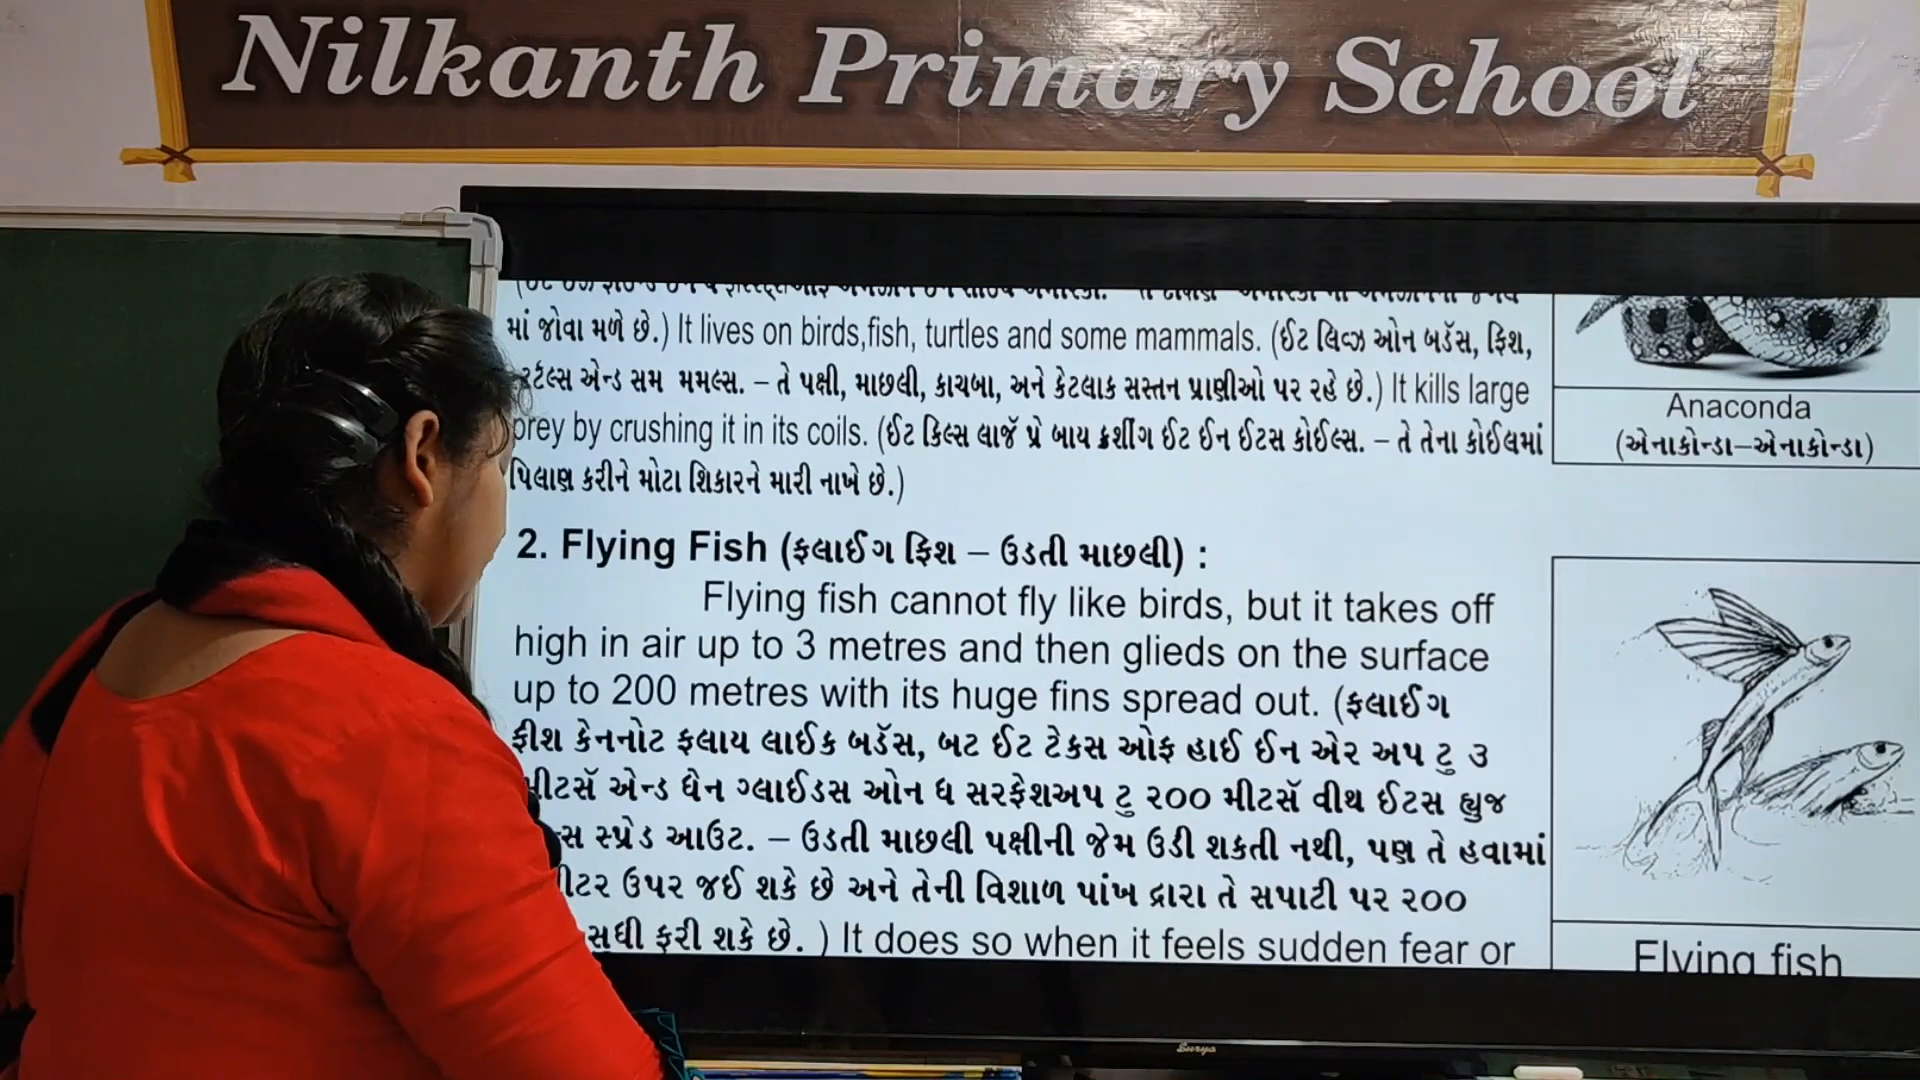 Nilkanth Primary School
માં જોવા મળે છે.) It lives on birds,fish, turtles and some mammals. (ઈટ લિવ્ઝ ઓન બર્ડસ, ફિશ,
એન્ડ સમ મમલ્સ. – તે પક્ષી, માછલી, કાચબા, અને કેટલાક સસ્તન પ્રાણીઓ પર રહે છે.) It kills large
prey by crushing it in its coils. (ઈટ કિલ્સ લાર્જ પ્રે બાય ક્રર્શીંગ ઈટ ઈન ઈટસ કોઈલ્સ. – તે તેના કોઈલમાં
પિલાણ કરીને મોટા શિકારને મારી નાખે છે.)
Anaconda
(એનાકોન્ડા–એનાકોન્ડા)
2. Flying Fish (ફલાઈગ ફિશ – ઉડતી માછલી) :
Flying fish cannot fly like birds, but it takes off
high in air up to 3 metres and then glieds on the surface
up to 200 metres with its huge fins spread out. (ફલાઈગ
ફીશ કેનનોટ ફલાય લાઈક બર્ડસ, બટ ઈટ ટેકસ ઓફ હાઈ ઈન એર અપ ટુ ૩
મીટર્સ એન્ડ ધેન ગ્લાઈડસ ઓન ધ સરફેશઅપ ટુ ૨૦૦ મીટર્સ વીથ ઈટસ હ્યુજ
સ્પ્રેડ આઉટ. – ઉડતી માછલી પક્ષીની જેમ ઉડી શકતી નથી, પણ તે હવામાં
ઉપર જઈ શકે છે અને તેની વિશાળ પાંખ દ્રારા તે સપાટી પર ૨૦૦
સધી ફરી શકે છે. ) It does so when it feels sudden fear or
Flying fish
Surya